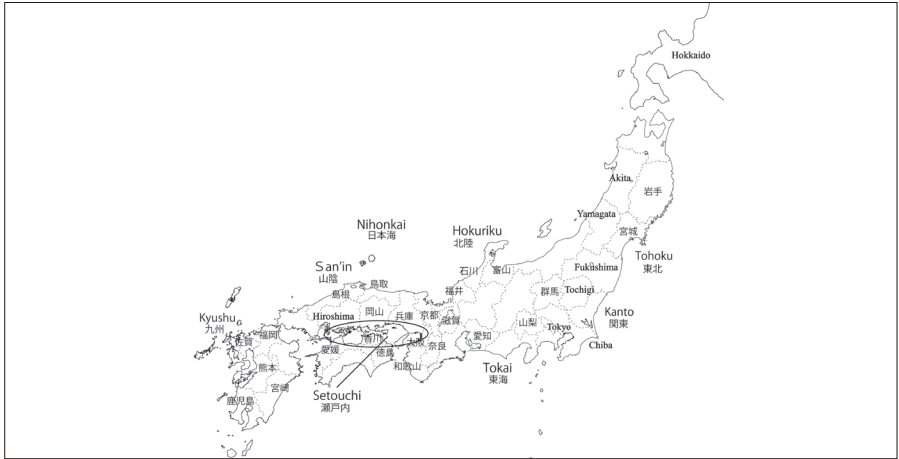 Hokkaido
Akita
岩手
Yamagata
宮城
Tohoku
東北
Nihonkai
日本海
Hokuriku
北陸
石川
富山
Fukushima
San'in
山陰
鳥取
島根
福井
群馬
Tochigi
Kanto
関東
Kyushu
九州
Hiroshima
岡山
兵庫
京都
滋賀
山梨
Tokyo
Chiba
福岡
佐賀
愛媛
香川
徳島
大阪
奈良
愛知
和歌山
Tokai
東海
熊本
宮崎
鹿児島
Setouchi
瀬戸内